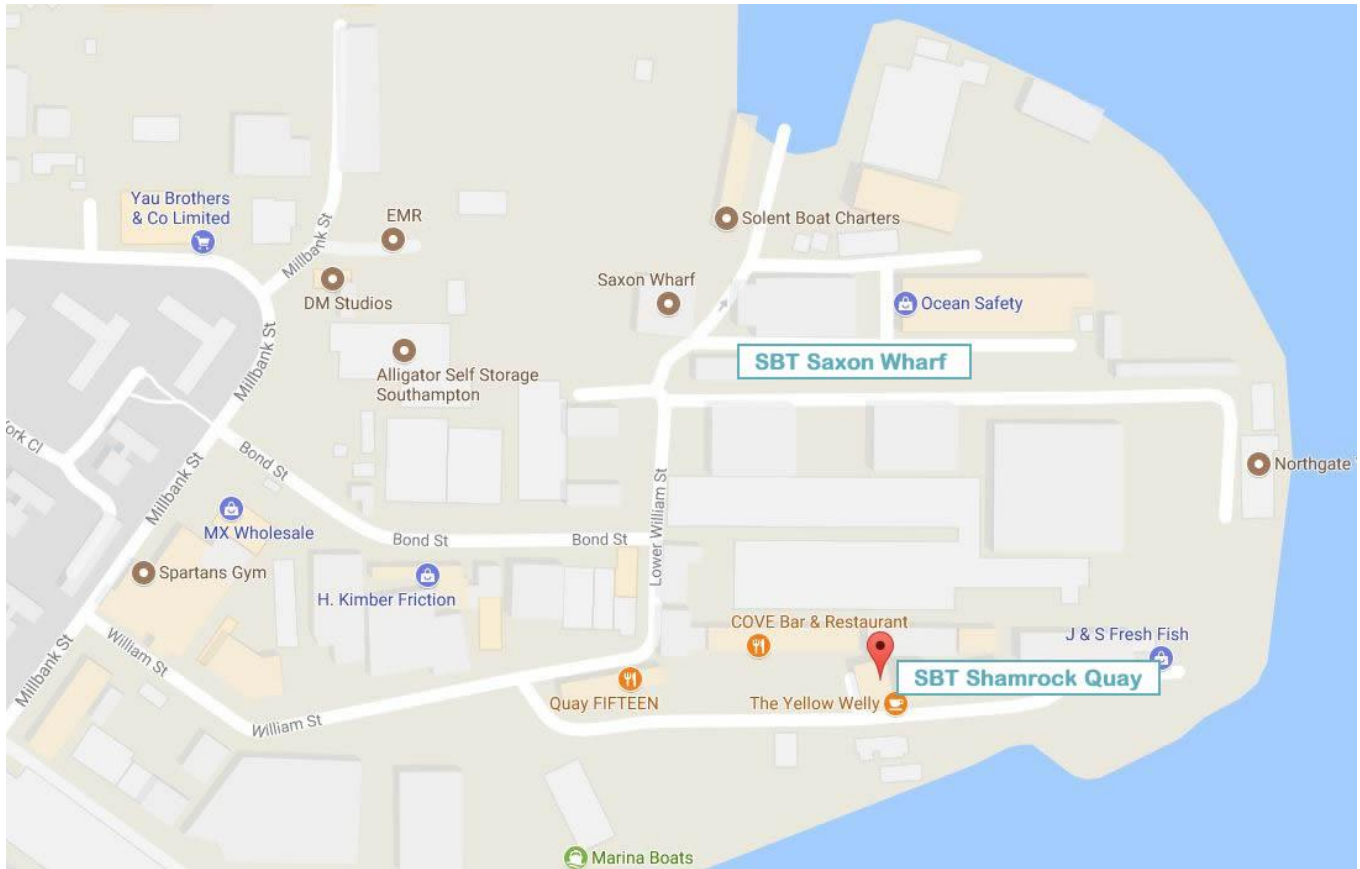 Yau Brothers
& Co Limited
Millbank St
EMR
DM Studios
Solent Boat Charters
Saxon Wharf
Ocean Safety
Millbank St
SBT Saxon Wharf
Alligator Self Storage
Southampton
York Cl
Bond St
Northgate
Millbank St
MX Wholesale
Bond St
Bond St
Lower William St
Spartans Gym
H. Kimber Friction
COVE Bar & Restaurant
J & S Fresh Fish
William St
Millbank St
SBT Shamrock Quay
Quay FIFTEEN
The Yellow Welly
William St
Marina Boats